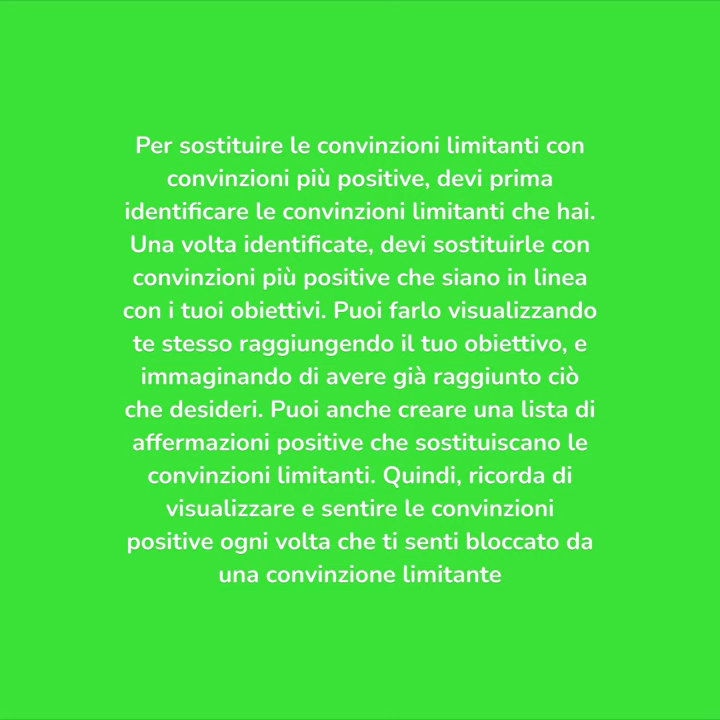 Per sostituire le convinzioni limitanti con
convinzioni più positive, devi prima
identificare le convinzioni limitanti che hai.
Una volta identificate, devi sostituirle con
convinzioni più positive che siano in linea
con i tuoi obiettivi. Puoi farlo visualizzando
te stesso raggiungendo il tuo obiettivo, e
immaginando di avere già raggiunto ciò
che desideri. Puoi anche creare una lista di
affermazioni positive che sostituiscano le
convinzioni limitanti. Quindi, ricorda di
visualizzare e sentire le convinzioni
positive ogni volta che ti senti bloccato da
una convinzione limitante